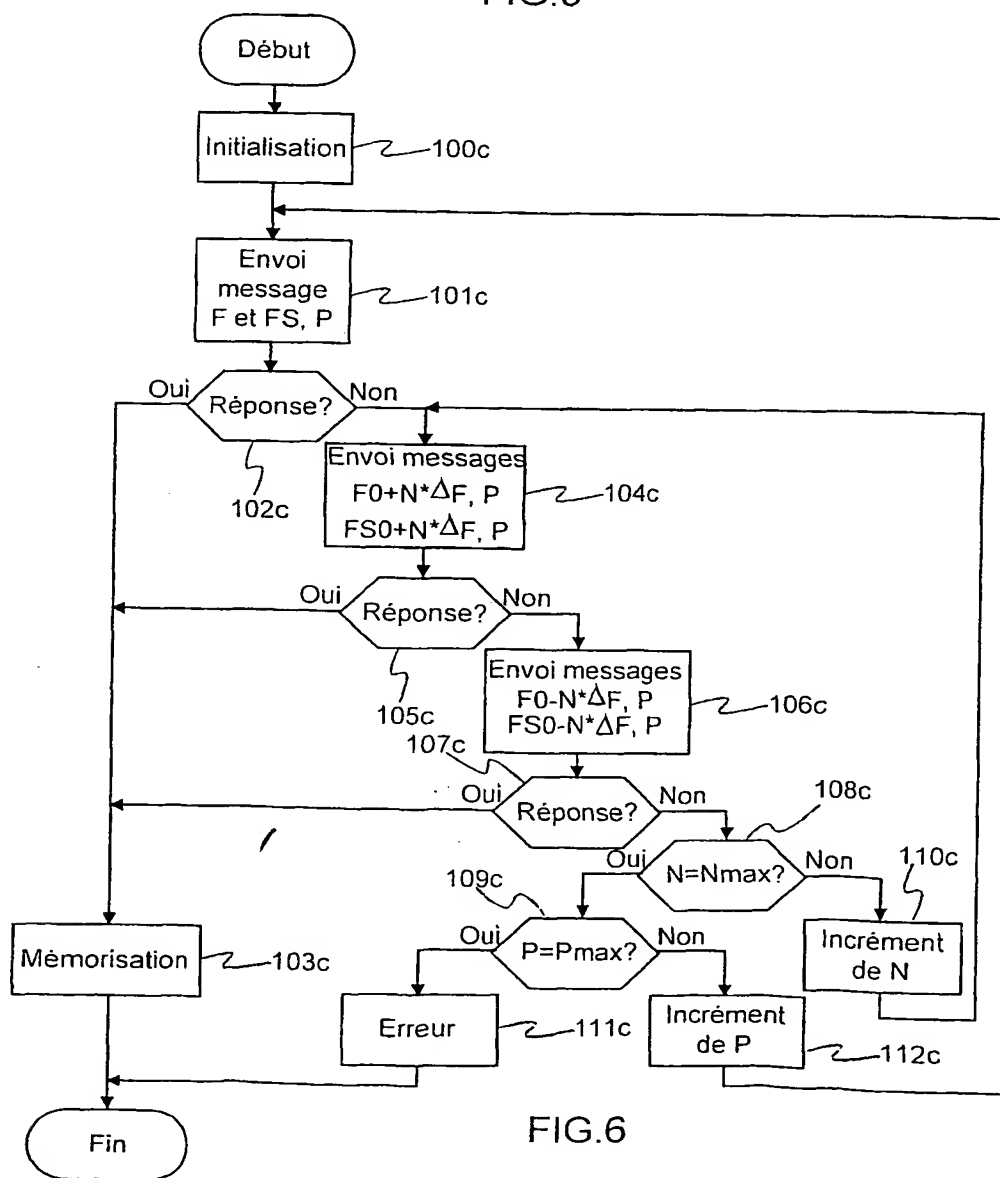 Début
Initialisation
100c
Envoi
message
F et FS, P
101c
Oui
Non
Réponse?
102c
Envoi messages
F0+N*ΔF, P
FS0+N*ΔF, P
104c
Oui
Non
Réponse?
105c
Envoi messages
F0-N*ΔF, P
FS0-N*ΔF, P
106c
107c
Oui
Non
Réponse?
108c
Oui
Non
N=Nmax?
110c
109c
Oui
Non
P=Pmax?
Incrément
de N
Mémorisation
103c
Erreur
111c
Incrément
de P
112c
Fin
FIG.6